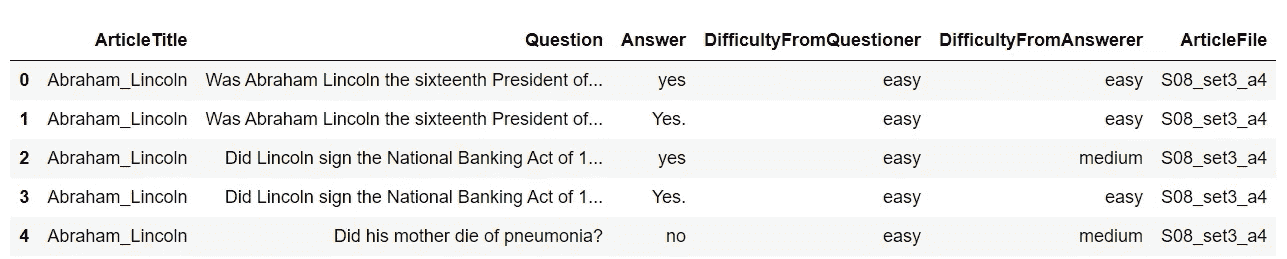 ArticleTitle Question Answer DifficultyFromQuestioner DifficultyFromAnswerer ArticleFile
0 Abraham_Lincoln Was Abraham Lincoln the sixteenth President of... yes easy easy S08_set3_a4
1 Abraham_Lincoln Was Abraham Lincoln the sixteenth President of... Yes. easy easy S08_set3_a4
2 Abraham_Lincoln Did Lincoln sign the National Banking Act of 1... yes easy medium S08_set3_a4
3 Abraham_Lincoln Did Lincoln sign the National Banking Act of 1... Yes. easy easy S08_set3_a4
4 Abraham_Lincoln Did his mother die of pneumonia? no easy medium S08_set3_a4